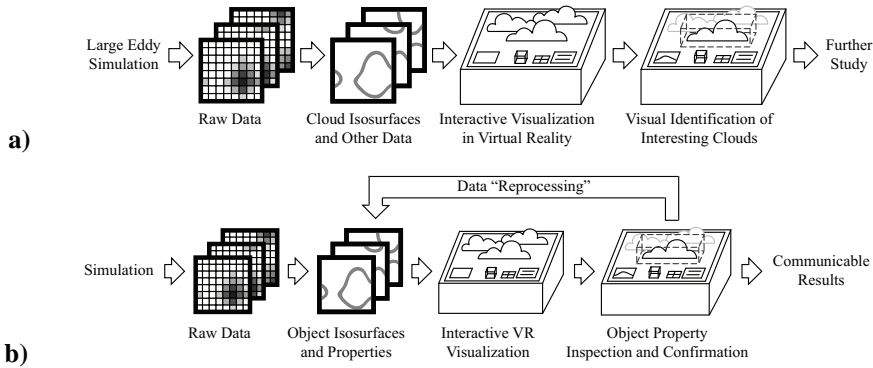 Large Eddy
Simulation
Further
Study
Raw Data
Cloud Isosurfaces
and Other Data
Interactive Visualization
in Virtual Reality
Visual Identification of
Interesting Clouds
a)
Data “Reprocessing”
Simulation
Communicable
Results
Raw Data
Object Isosurfaces
and Properties
Interactive VR
Visualization
Object Property
Inspection and Confirmation
b)